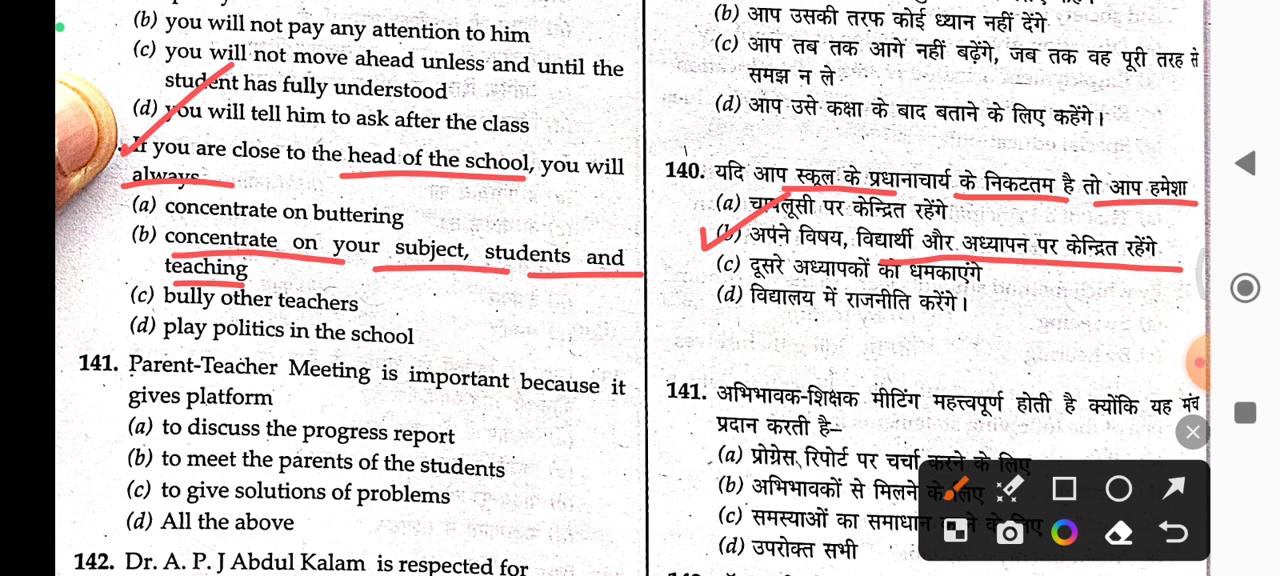 (b) you will not pay any attention to him
(c) you will not move ahead unless and until the
student has fully understood
(d) you will tell him to ask after the class
If you are close to the head of the school, you will
always
(a) concentrate on buttering
(b) concentrate on your subject, students and
teaching
(c) bully other teachers
(d) play politics in the school
141. Parent-Teacher Meeting is important because it
gives platform
(a) to discuss the progress report
(b) to meet the parents of the students
(c) to give solutions of problems
(d) All the above
142. Dr. A. P. J Abdul Kalam is respected for
(b) आप उसकी तरफ कोई ध्यान नहीं देंगे
(c) आप तब तक आगे नहीं बढ़ेंगे, जब तक वह पूरी तरह से
समझ न ले
(d) आप उसे कक्षा के बाद बताने के लिए कहेंगे।
140. यदि आप स्कूल के प्रधानाचार्य के निकटतम है तो आप हमेशा
(a) चापलूसी पर केन्द्रित रहेंगे
(b) अपने विषय, विद्यार्थी और अध्यापन पर केन्द्रित रहेंगे
(c) दूसरे अध्यापकों को धमकाएंगे
(d) विद्यालय में राजनीति करेंगे।
141. अभिभावक-शिक्षक मीटिंग महत्त्वपूर्ण होती है क्योंकि यह मंच
प्रदान करती है–
(a) प्रोग्रेस रिपोर्ट पर चर्चा करने के लिए
(b) अभिभावकों से मिलने के लिए
(c) समस्याओं का समाधान के लिए
(d) उपरोक्त सभी